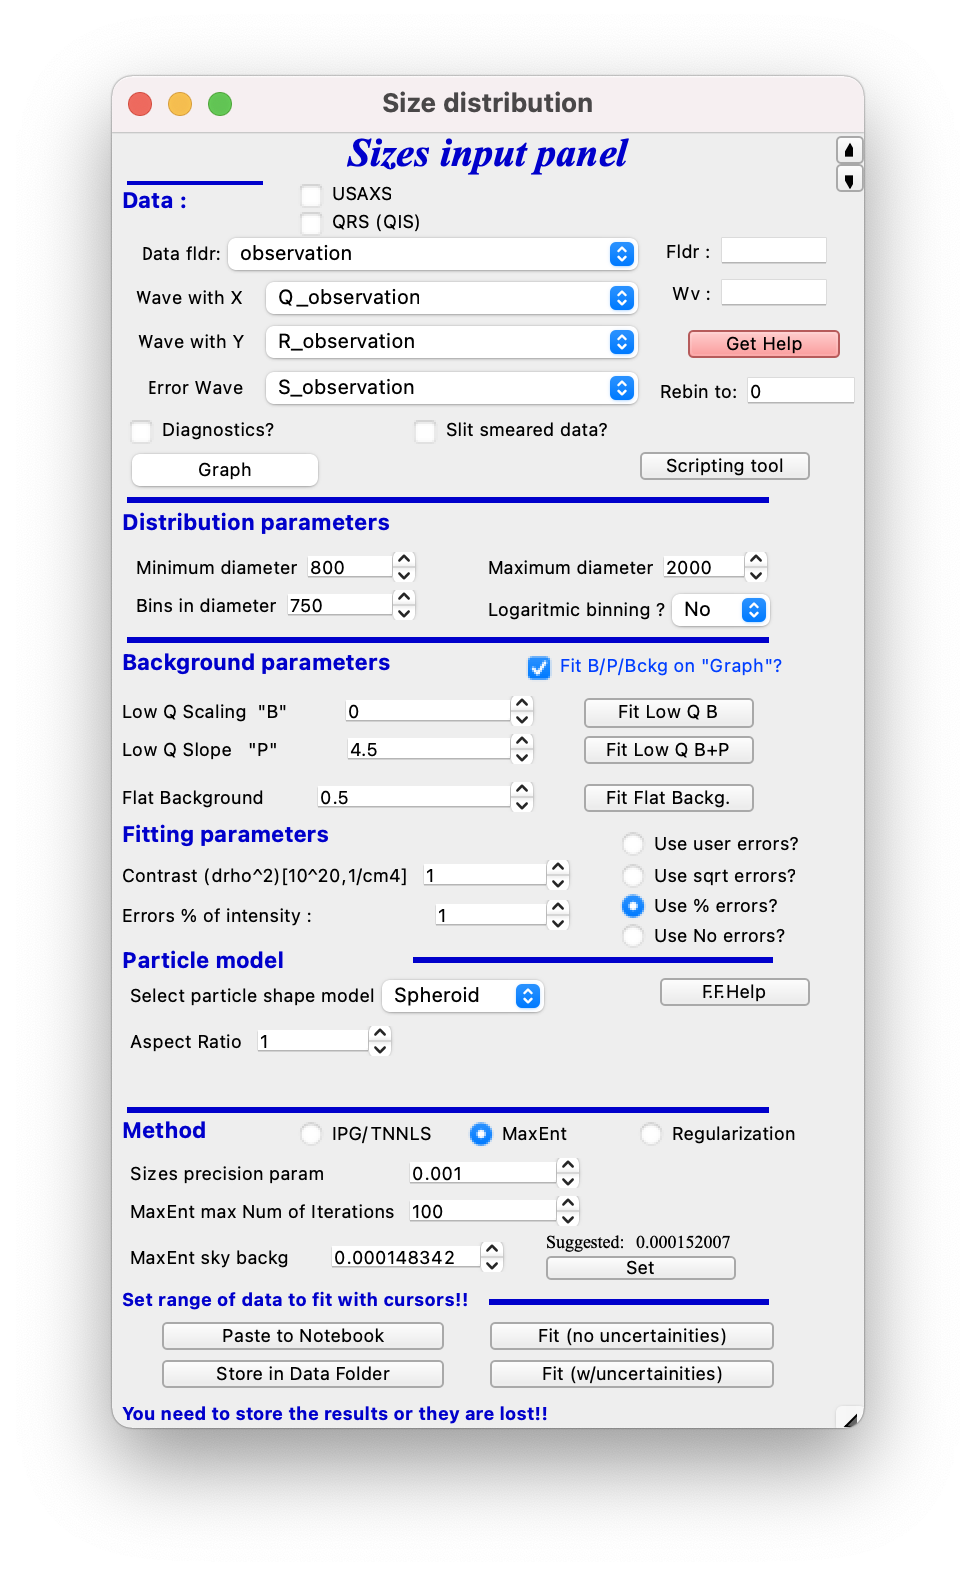 Size distribution
Sizes input panel
Data :
USAXS
QRS (QIS)
Data fldr: observation Fldr :
Wave with X Q_observation Wv :
Wave with Y R_observation Get Help
Error Wave S_observation Rebin to: 0
Diagnostics? Slit smeared data?
Graph Scripting tool
Distribution parameters
Minimum diameter 800 Maximum diameter 2000
Bins in diameter 750 Logaritmic binning ? No
Background parameters Fit B/P/Bckg on "Graph"?
Low Q Scaling "B" 0 Fit Low Q B
Low Q Slope "P" 4.5 Fit Low Q B+P
Flat Background 0.5 Fit Flat Backg.
Fitting parameters Use user errors?
Contrast (drho^2)[10^20,1/cm4] 1 Use sqrt errors?
Errors % of intensity : 1 Use % errors?
Use No errors?
Particle model
Select particle shape model Spheroid F.F.Help
Aspect Ratio 1
Method IPG/TNNLS MaxEnt Regularization
Sizes precision param 0.001
MaxEnt max Num of Iterations 100
Suggested: 0.000152007
MaxEnt sky backg 0.000148342 Set
Set range of data to fit with cursors!!
Paste to Notebook Fit (no uncertainities)
Store in Data Folder Fit (w/uncertainities)
You need to store the results or they are lost!!